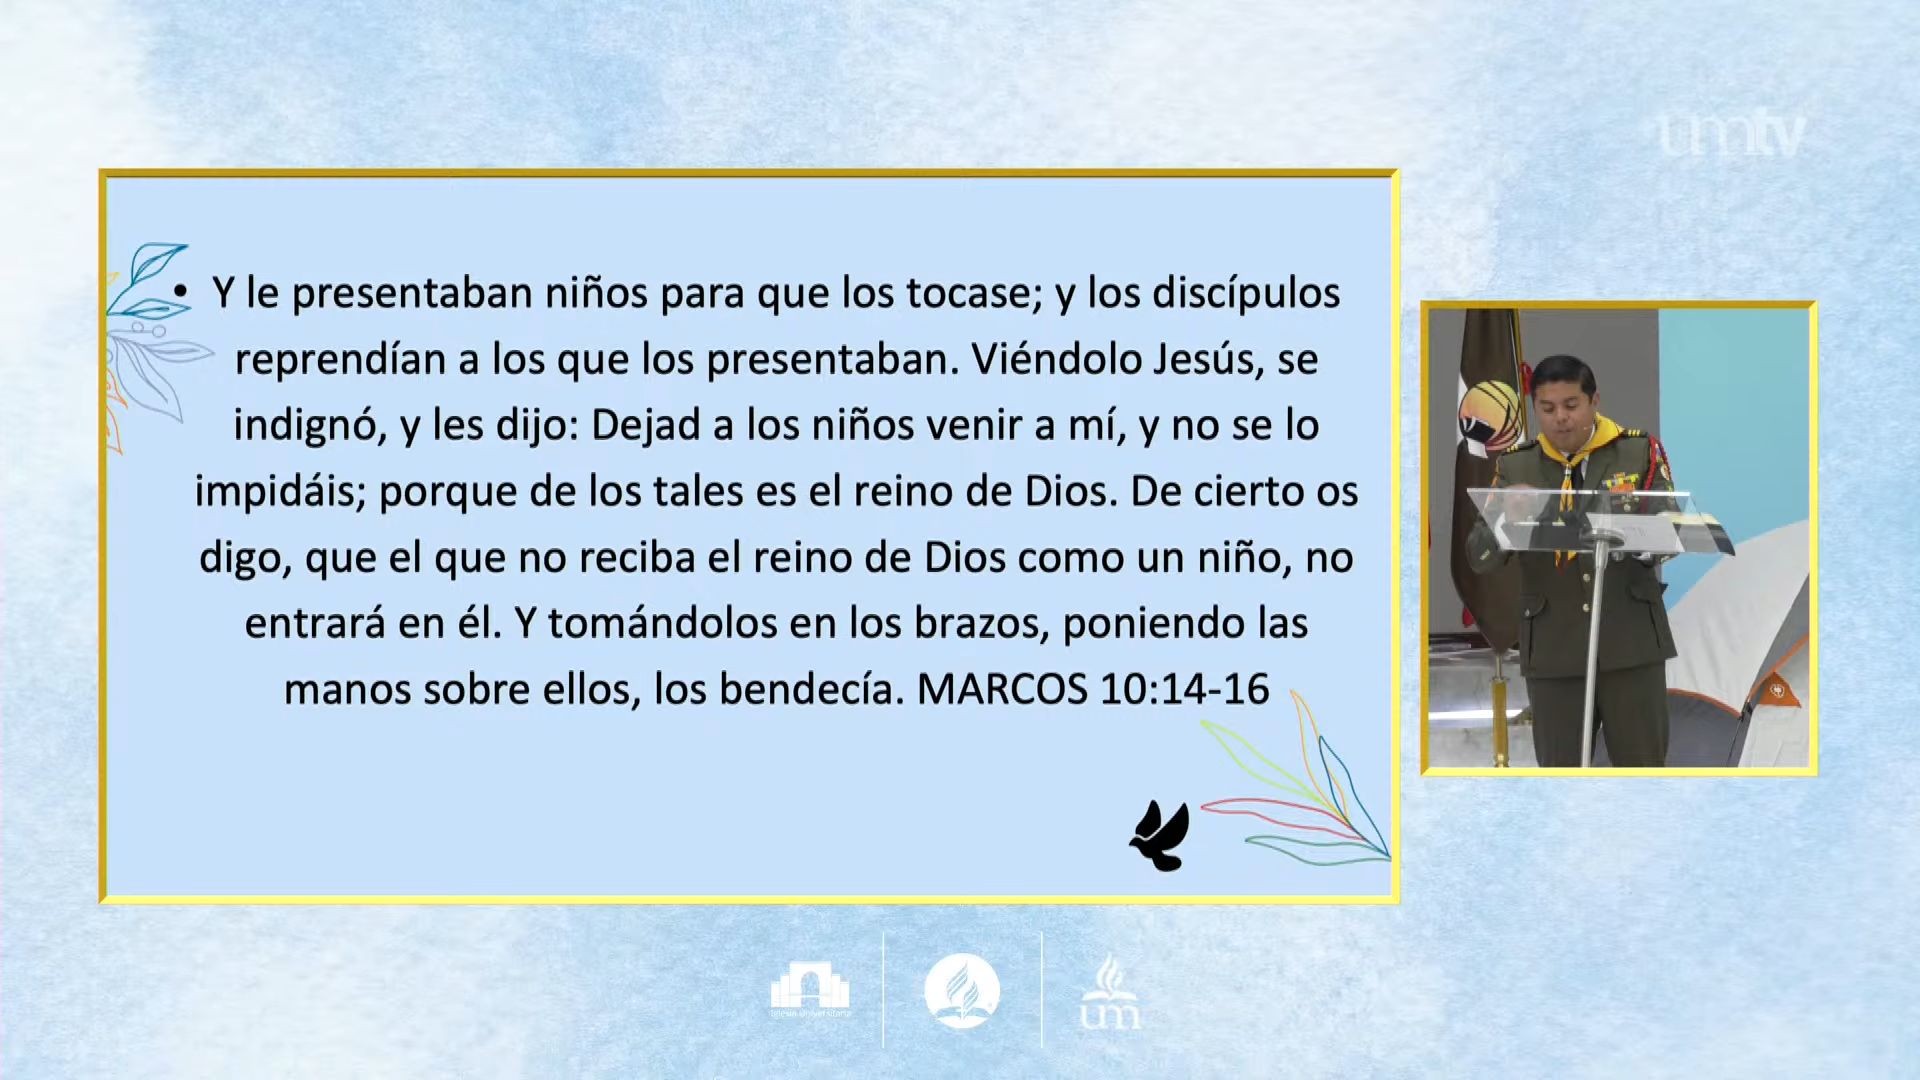 umtv
• Y le presentaban niños para que los tocase; y los discípulos
reprendían a los que los presentaban. Viéndolo Jesús, se
indignó, y les dijo: Dejad a los niños venir a mí, y no se lo
impidáis; porque de los tales es el reino de Dios. De cierto os
digo, que el que no reciba el reino de Dios como un niño, no
entrará en él. Y tomándolos en los brazos, poniendo las
manos sobre ellos, los bendecía. MARCOS 10:14-16
Iglesia Universitaria
um